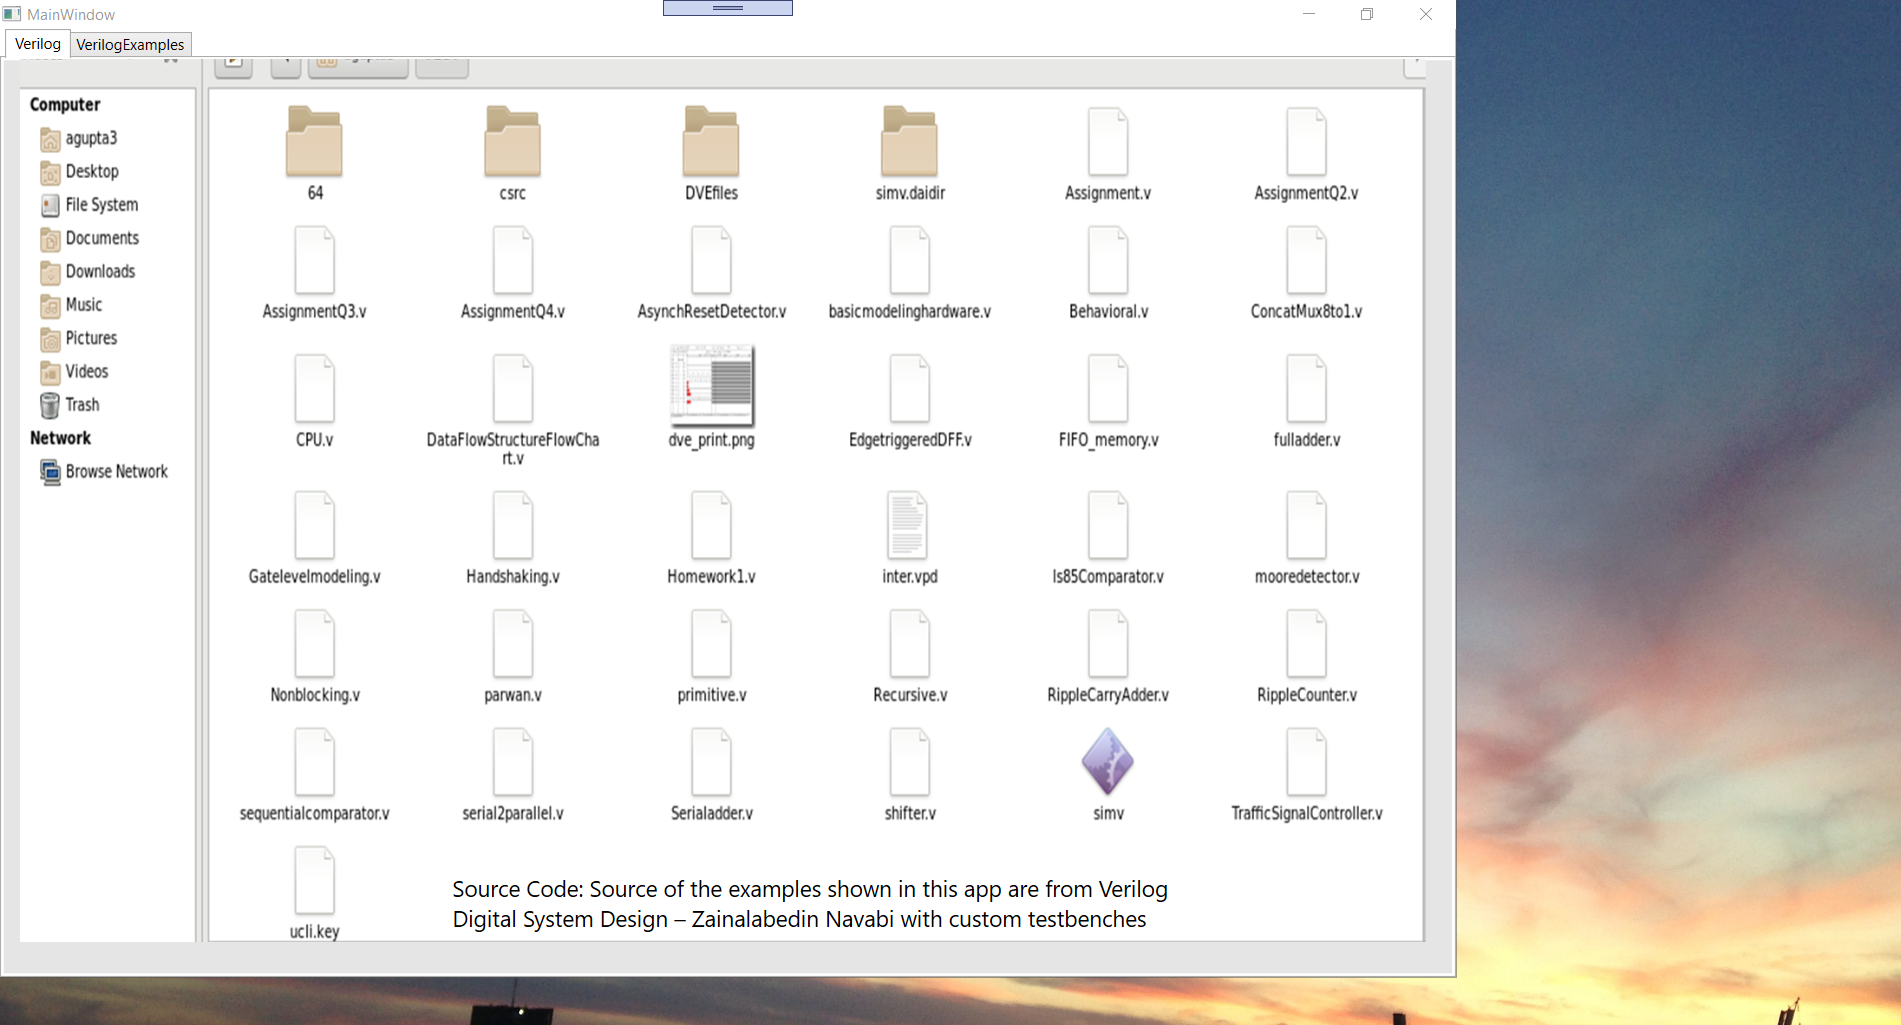 MainWindow
Verilog
VerilogExamples
Computer
agupta3
Desktop
File System
Documents
Downloads
Music
Pictures
Videos
Trash
Network
Browse Network
64
csrc
DVEfiles
simv.daidir
Assignment.v
AssignmentQ2.v
AssignmentQ3.v
AssignmentQ4.v
AsynchResetDetector.v
basicmodelinghardware.v
Behavioral.v
ConcatMux8to1.v
CPU.v
DataFlowStructureFlowCha
rt.v
dve_print.png
EdgetriggeredDFF.v
FIFO_memory.v
fulladder.v
Gatelevelmodeling.v
Handshaking.v
Homework1.v
inter.vpd
ls85Comparator.v
mooredetector.v
Nonblocking.v
parwan.v
primitive.v
Recursive.v
RippleCarryAdder.v
RippleCounter.v
sequentialcomparator.v
serial2parallel.v
Serialadder.v
shifter.v
simv
TrafficSignalController.v
ucli.key
Source Code: Source of the examples shown in this app are from Verilog
Digital System Design – Zainalabedin Navabi with custom testbenches